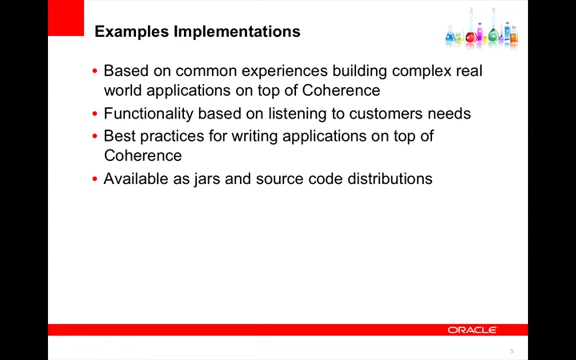 Examples Implementations
• Based on common experiences building complex real
world applications on top of Coherence
• Functionality based on listening to customers needs
• Best practices for writing applications on top of
Coherence
• Available as jars and source code distributions
ORACLE
5